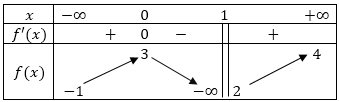 x −∞ 0 1 +∞
f′(x) + 0 − +
3 4
f(x)
−1 −∞ 2